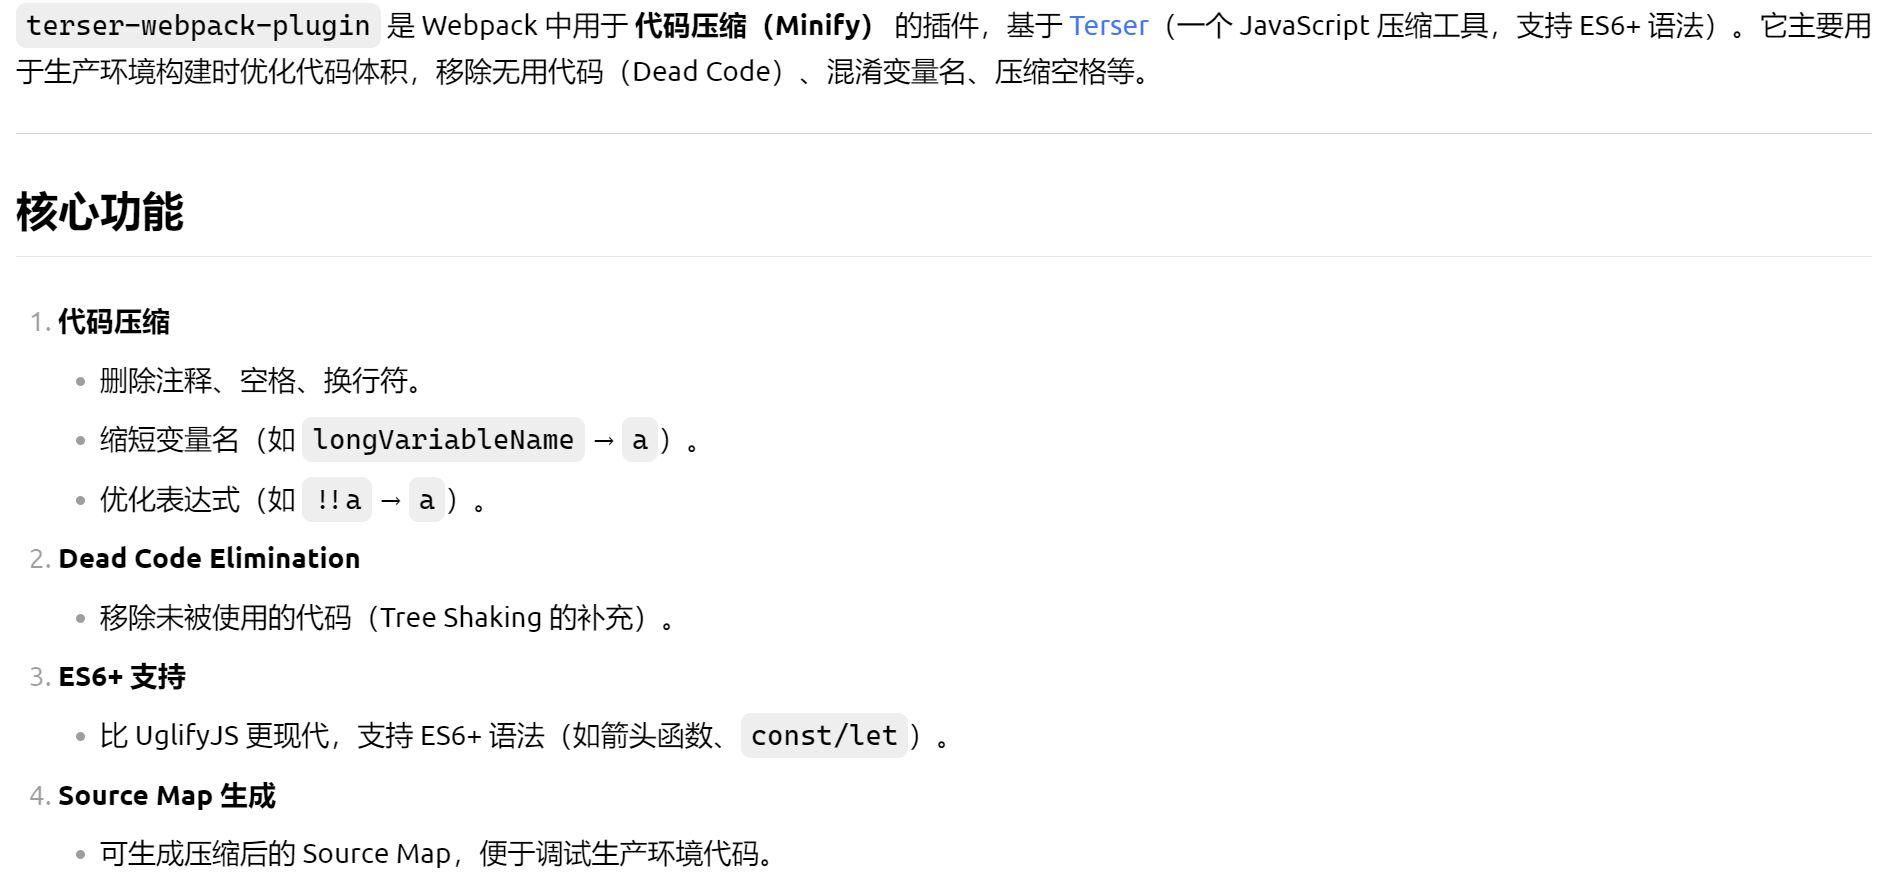 terser-webpack-plugin 是 Webpack 中用于 代码压缩（Minify） 的插件，基于 Terser（一个 JavaScript 压缩工具，支持 ES6+ 语法）。它主要用
于生产环境构建时优化代码体积，移除无用代码（Dead Code）、混淆变量名、压缩空格等。
核心功能
1. 代码压缩
• 删除注释、空格、换行符。
• 缩短变量名（如 longVariableName → a）。
• 优化表达式（如 !!a → a）。
2. Dead Code Elimination
• 移除未被使用的代码（Tree Shaking 的补充）。
3. ES6+ 支持
• 比 UglifyJS 更现代，支持 ES6+ 语法（如箭头函数、const/let）。
4. Source Map 生成
• 可生成压缩后的 Source Map，便于调试生产环境代码。